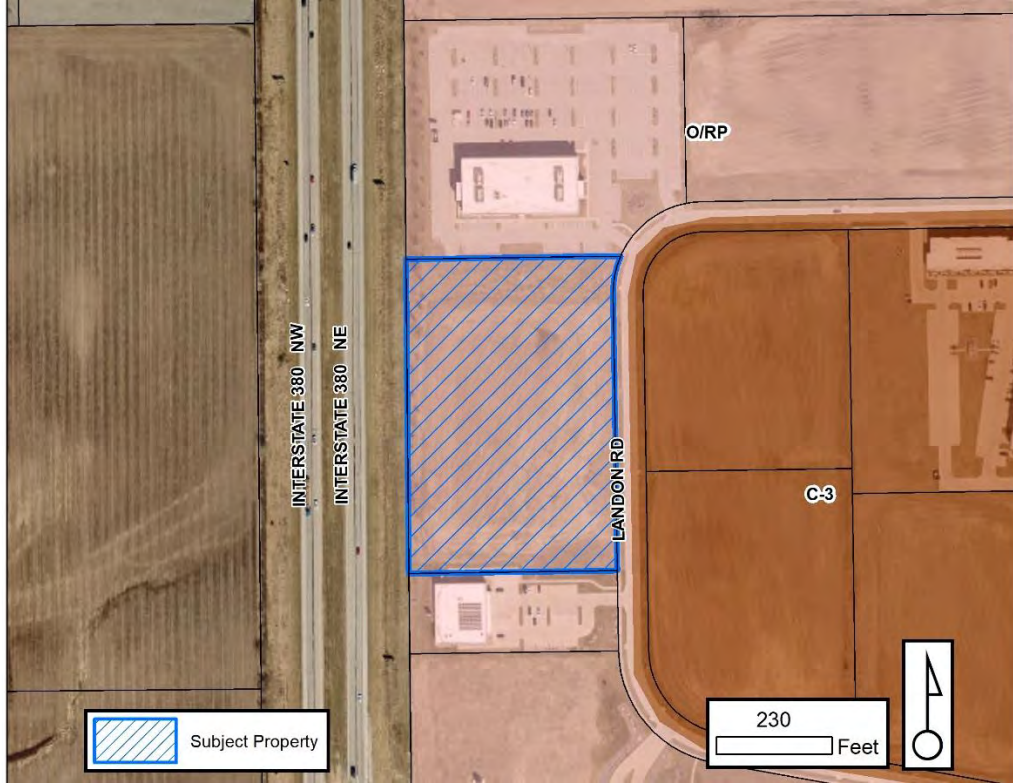 O/RP
INTERSTATE 380 NW
INTERSTATE 380 NE
LANDON RD
C-3
Subject Property
230
Feet